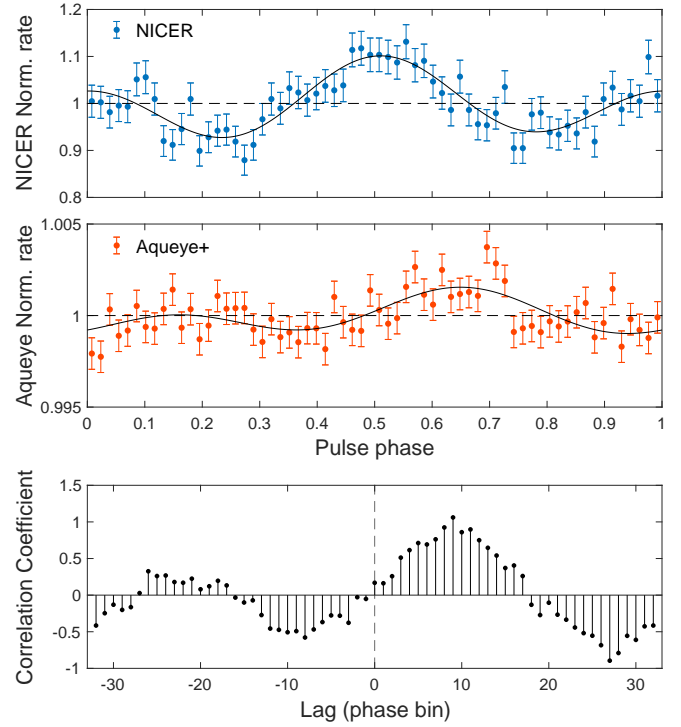 NICER Norm. rate
1.2
1.1
1
0.9
0.8
NICER
Aqueye Norm. rate
1.005
1
0.995
Aqueye+
0 0.1 0.2 0.3 0.4 0.5 0.6 0.7 0.8 0.9 1
Pulse phase
Correlation Coefficient
1.5
1
0.5
0
-0.5
-1
-30 -20 -10 0 10 20 30
Lag (phase bin)